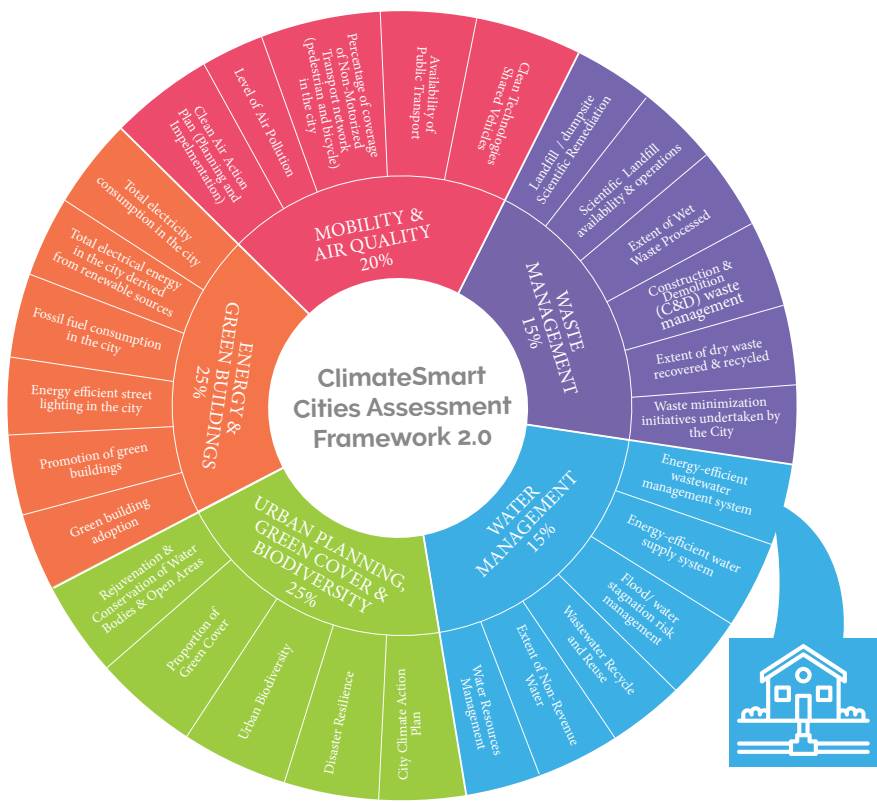 ClimateSmart
Cities Assessment
Framework 2.0
MOBILITY &
AIR QUALITY
20%
Clean Air Action
plan (Planning and
Impelmentation)
Level of Air Pollution
Percentage of coverage
of Non-Motorized
Transport network
(pedestrian and bicycle)
in the city
Availability of
Public Transport
Clean Technologies
Shared Vehicles
WASTE
MANAGEMENT
15%
Landfill / dumpsite
Scientific Remediation
Scientific Landfill
availability & operations
Extent of Wet
Waste Processed
Construction &
Demolition
(C&D) waste
management
Extent of dry waste
recovered & recycled
Waste minimization
initiatives undertaken by
the City
WATER
MANAGEMENT
15%
Energy-efficient
wastewater
management system
Energy-efficient water
supply system
Flood/ water
stagnation risk
management
Wastewater Recycle
and Reuse
Extent of Non-Revenue
Water
Water Resources
Management
URBAN PLANNING,
GREEN COVER &
BIODIVERSITY
25%
City Climate Action
Plan
Disaster Resilience
Urban Biodiversity
Proportion of
Green Cover
Rejuvenation &
Conservation of Water
Bodies & Open Areas
ENERGY &
GREEN BUILDINGS
25%
Green building
adoption
Promotion of green
buildings
Energy efficient street
lighting in the city
Fossil fuel consumption
in the city
Total electrical energy
in the city derived
from renewable sources
Total electricity
consumption in the city